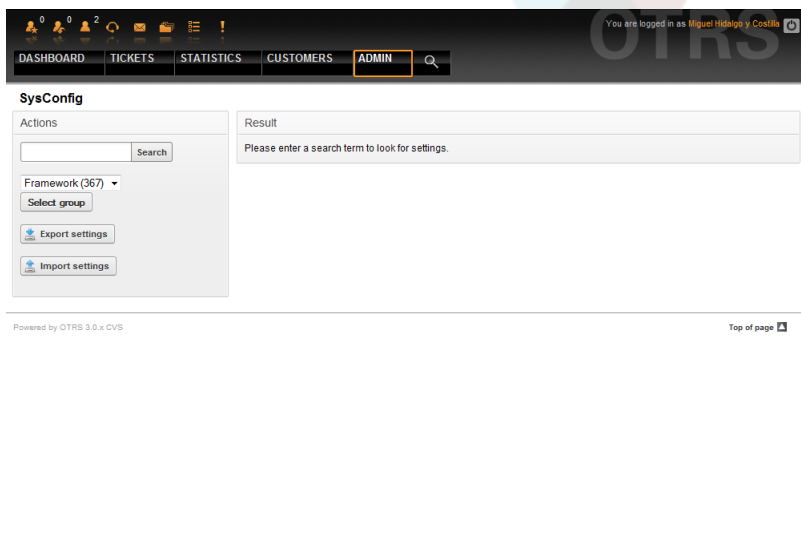 0 0 2
You are logged in as Miguel Hidalgo y Costilla
OTRS
DASHBOARD TICKETS STATISTICS CUSTOMERS ADMIN
SysConfig
Actions
Search
Framework (367)
Select group
Export settings
Import settings
Result
Please enter a search term to look for settings.
Powered by OTRS 3.0.x CVS
Top of page